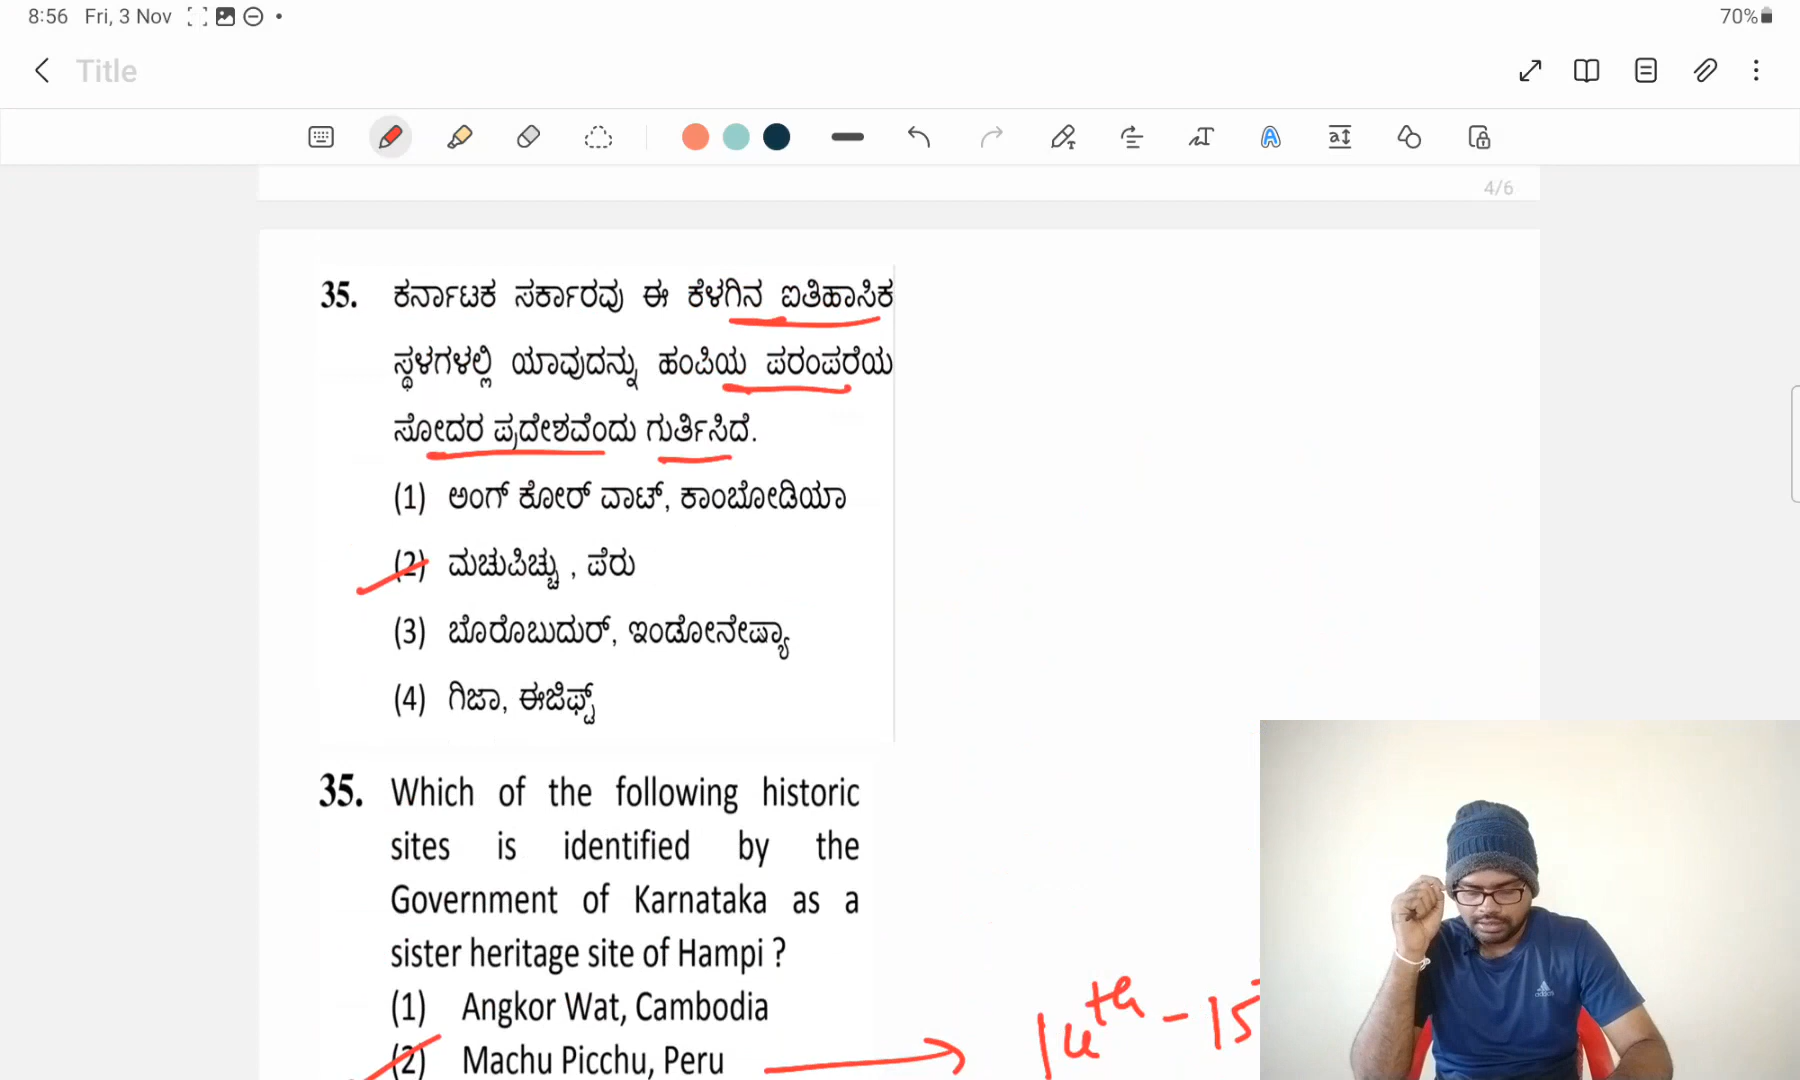 8:56 Fri, 3 Nov
70%
Title
4/6
35. ಕರ್ನಾಟಕ ಸರ್ಕಾರವು ಈ ಕೆಳಗಿನ ಐತಿಹಾಸಿಕ
ಸ್ಥಳಗಳಲ್ಲಿ ಯಾವುದನ್ನು ಹಂಪಿಯ ಪರಂಪರೆಯ
ಸೋದರ ಪ್ರದೇಶವೆಂದು ಗುರ್ತಿಸಿದೆ.
(1) ಅಂಗ್ ಕೋರ್ ವಾಟ್, ಕಾಂಬೋಡಿಯಾ
(2) ಮಚುಪಿಚ್ಚು , ಪೆರು
(3) ಬೊರೊಬುದುರ್, ಇಂಡೋನೇಷ್ಯಾ
(4) ಗಿಜಾ, ಈಜಿಫ್ಟ್
35. Which of the following historic
sites is identified by the
Government of Karnataka as a
sister heritage site of Hampi ?
(1) Angkor Wat, Cambodia
(2) Machu Picchu, Peru
14th - 15
adidas